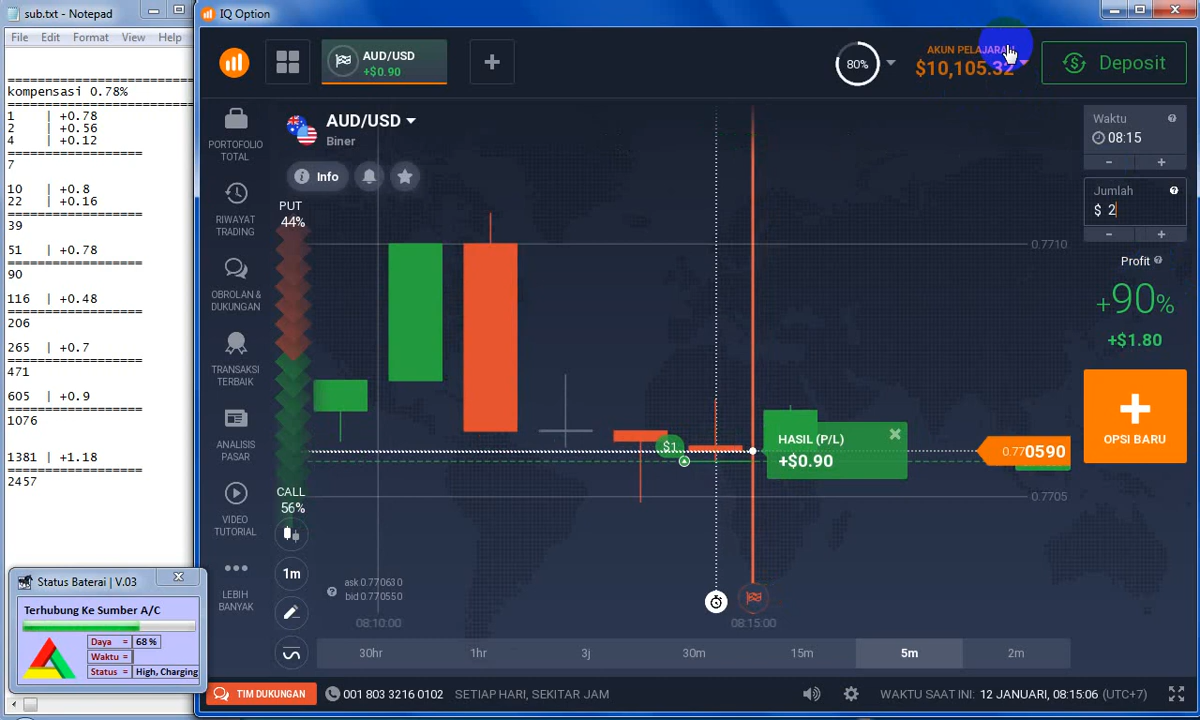 sub.txt - Notepad
File Edit Format View Help
======================
kompensasi 0.78%
======================
1 | +0.78
2 | +0.56
4 | +0.12
==================
7
10 | +0.8
22 | +0.16
==================
39
51 | +0.78
==================
90
116 | +0.48
==================
206
265 | +0.7
==================
471
605 | +0.9
==================
1076
1381 | +1.18
==================
2457
Status Baterai | V.03
Terhubung Ke Sumber A/C
Daya = 68 %
Waktu =
Status = High, Charging
IQ Option
AUD/USD
+$0.90
80%
AKUN PELAJARAN
$10,105.32
Deposit
PORTOFOLIO
TOTAL
RIWAYAT
TRADING
OBROLAN &
DUKUNGAN
TRANSAKSI
TERBAIK
ANALISIS
PASAR
VIDEO
TUTORIAL
LEBIH
BANYAK
AUD/USD
Biner
Info
PUT
44%
CALL
56%
1m
$1
HASIL (P/L)
+$0.90
0.7710
0.770590
0.7705
ask 0.770630
bid 0.770550
08:10:00
08:15:00
30hr 1hr 3j 30m 15m 5m 2m
Waktu
08:15
Jumlah
$ 2
Profit
+90%
+$1.80
OPSI BARU
TIM DUKUNGAN
001 803 3216 0102 SETIAP HARI, SEKITAR JAM
WAKTU SAAT INI: 12 JANUARI, 08:15:06 (UTC+7)